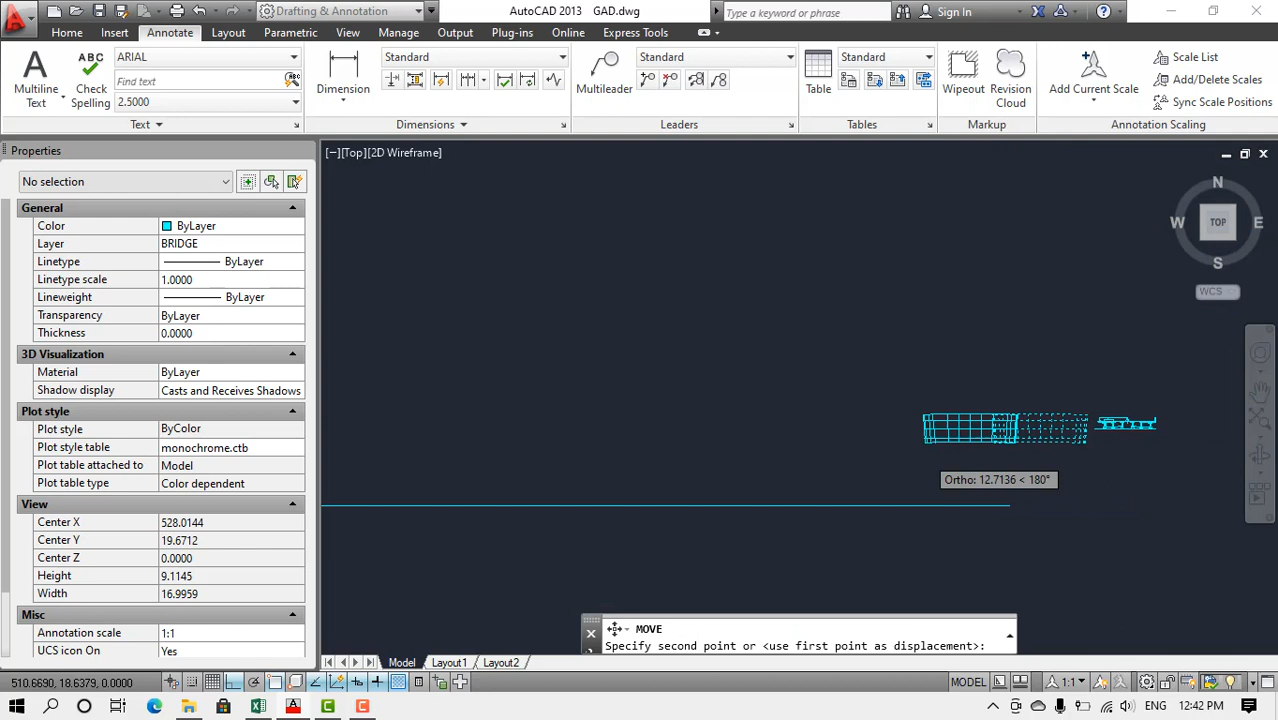 Drafting & Annotation
AutoCAD 2013 GAD.dwg
Type a keyword or phrase
Sign In
Home Annotate Insert Layout Parametric View Manage Output Plug-ins Online Express Tools
Multiline Text
ABC
Check Spelling
ARIAL
Find text
2.5000
Text
Dimension
Standard
Dimensions
Multileader
Standard
Leaders
Table
Standard
Tables
Wipeout
Revision Cloud
Markup
Add Current Scale
Scale List
Add/Delete Scales
Sync Scale Positions
Annotation Scaling
Properties
No selection
General
Color ByLayer
Layer BRIDGE
Linetype ByLayer
Linetype scale 1.0000
Lineweight ByLayer
Transparency ByLayer
Thickness 0.0000
3D Visualization
Material ByLayer
Shadow display Casts and Receives Shadows
Plot style
Plot style ByColor
Plot style table monochrome.ctb
Plot table attached to Model
Plot table type Color dependent
View
Center X 528.0144
Center Y 19.6712
Center Z 0.0000
Height 9.1145
Width 16.9959
Misc
Annotation scale 1:1
UCS icon On Yes
[−][Top][2D Wireframe]
N
W TOP E
S
WCS
Ortho: 12.7136 < 180°
MOVE
Specify second point or <use first point as displacement>:
Model Layout1 Layout2
510.6690, 18.6379, 0.0000
MODEL
1:1
ENG 12:42 PM